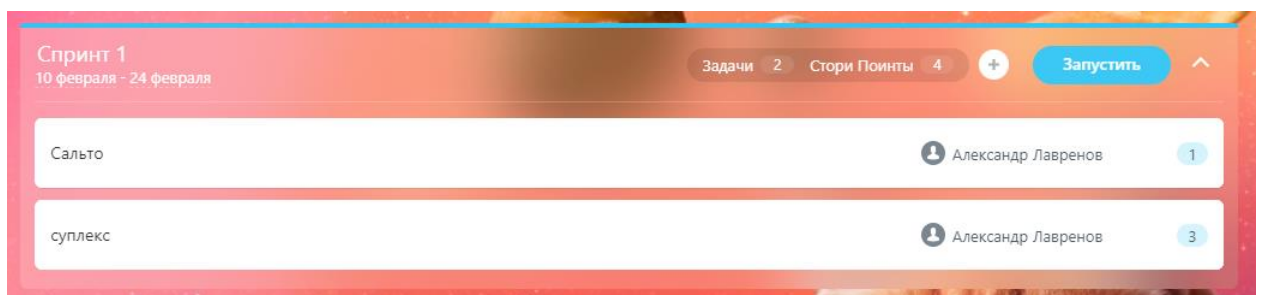 Спринт 1
10 февраля - 24 февраля
Задачи 2 Стори Поинты 4 + Запустить
Сальто Александр Лавренов 1
суплекс Александр Лавренов 3